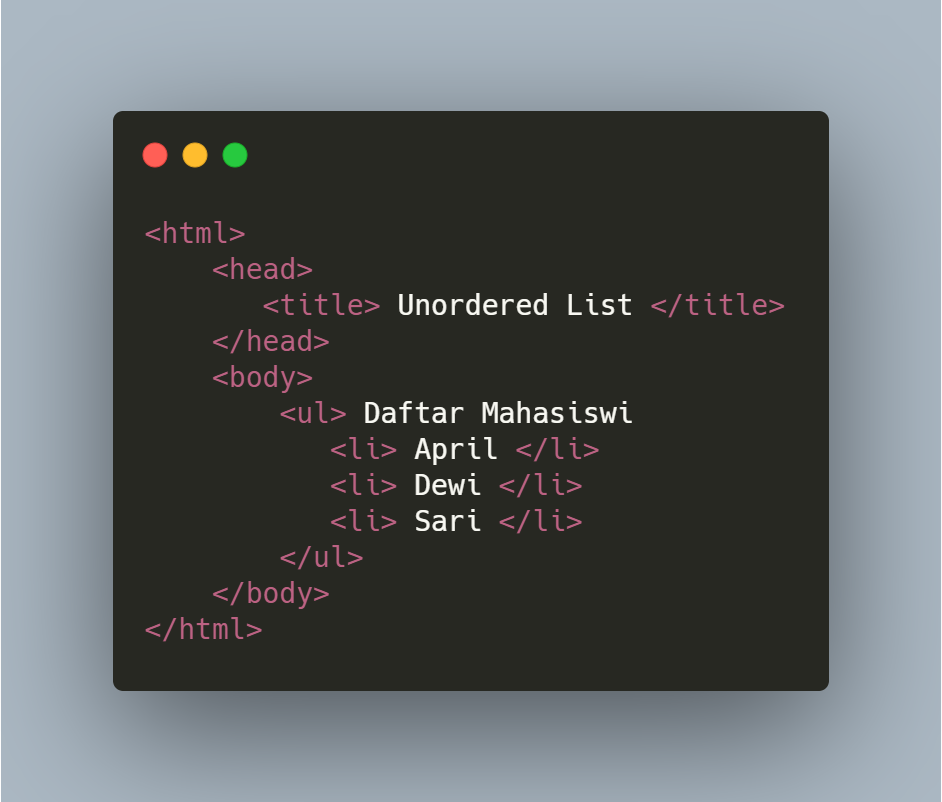 <html>
    <head>
       <title> Unordered List </title>
    </head>
    <body>
        <ul> Daftar Mahasiswi
           <li> April </li>
           <li> Dewi </li>
           <li> Sari </li>
        </ul>
    </body>
</html>